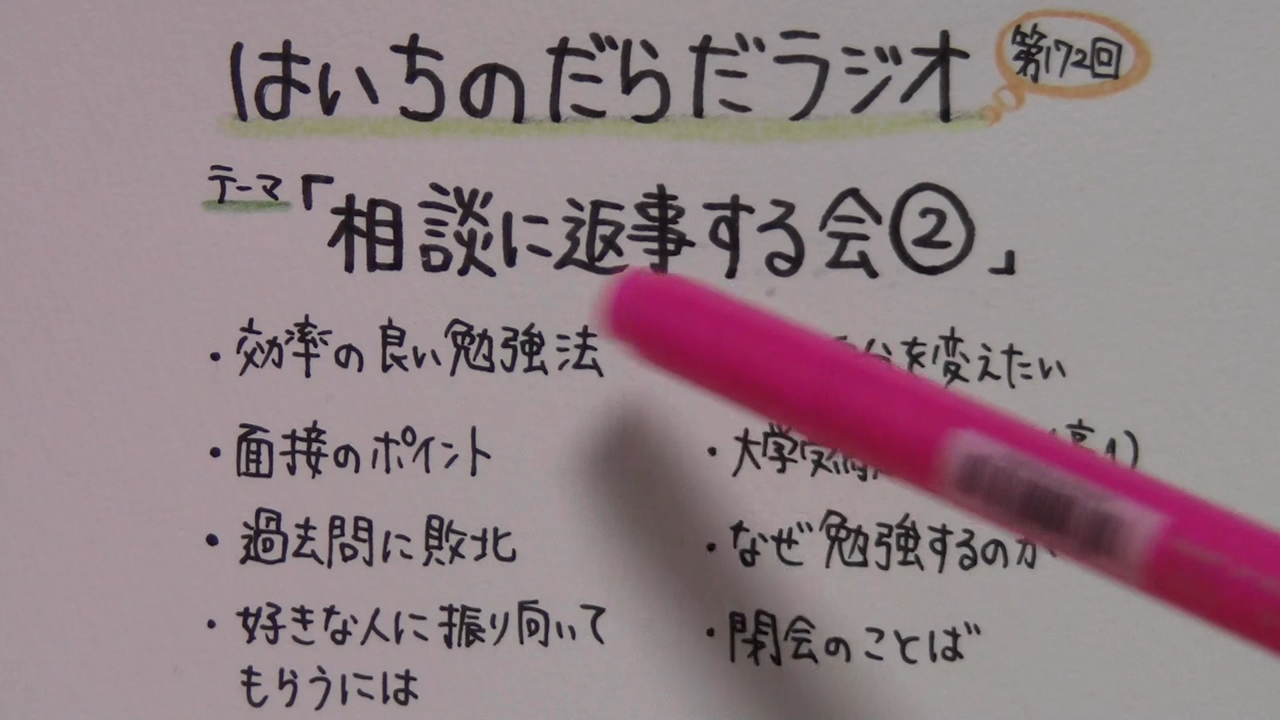 はいちのだらだラジオ
第172回
テーマ「相談に返事する会②」
・効率の良い勉強法
・面接のポイント
・過去問に敗北
・好きな人に振り向いて
もらうには
を変えたい
・大学
・なぜ勉強するのか
・閉会のことば